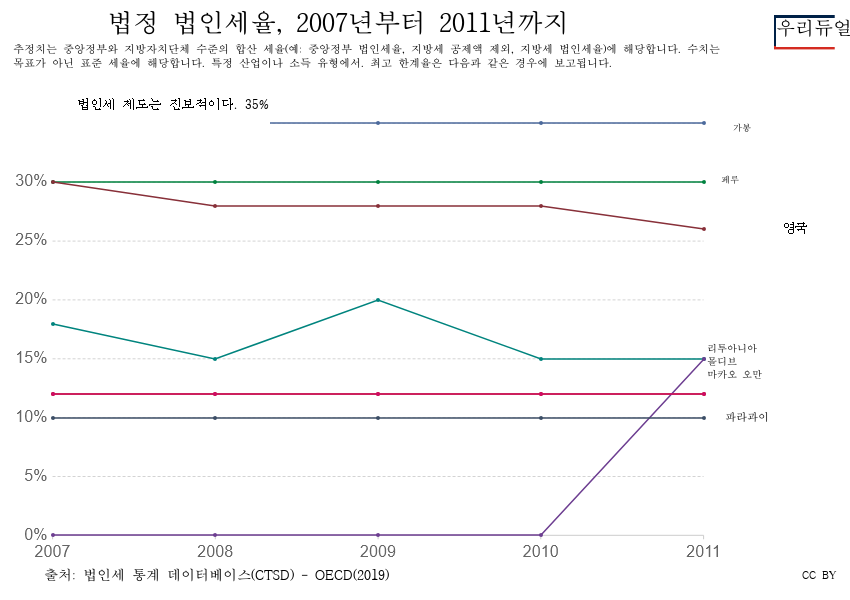 법정 법인세율, 2007년부터 2011년까지
우리듀얼
추정치는 중앙정부와 지방자치단체 수준의 합산 세율(예: 중앙정부 법인세율, 지방세 공제액 제외, 지방세 법인세율)에 해당합니다. 수치는
목표가 아닌 표준 세율에 해당합니다. 특정 산업이나 소득 유형에서. 최고 한계율은 다음과 같은 경우에 보고됩니다.
법인세 제도는 진보적이다. 35%
가봉
30%
페루
25%
영국
20%
리투아니아
15%
몰디브
마카오 오만
10%
파라과이
5%
0%
2007 2008 2009 2010 2011
출처: 법인세 통계 데이터베이스(CTSD) - OECD(2019)
CC BY